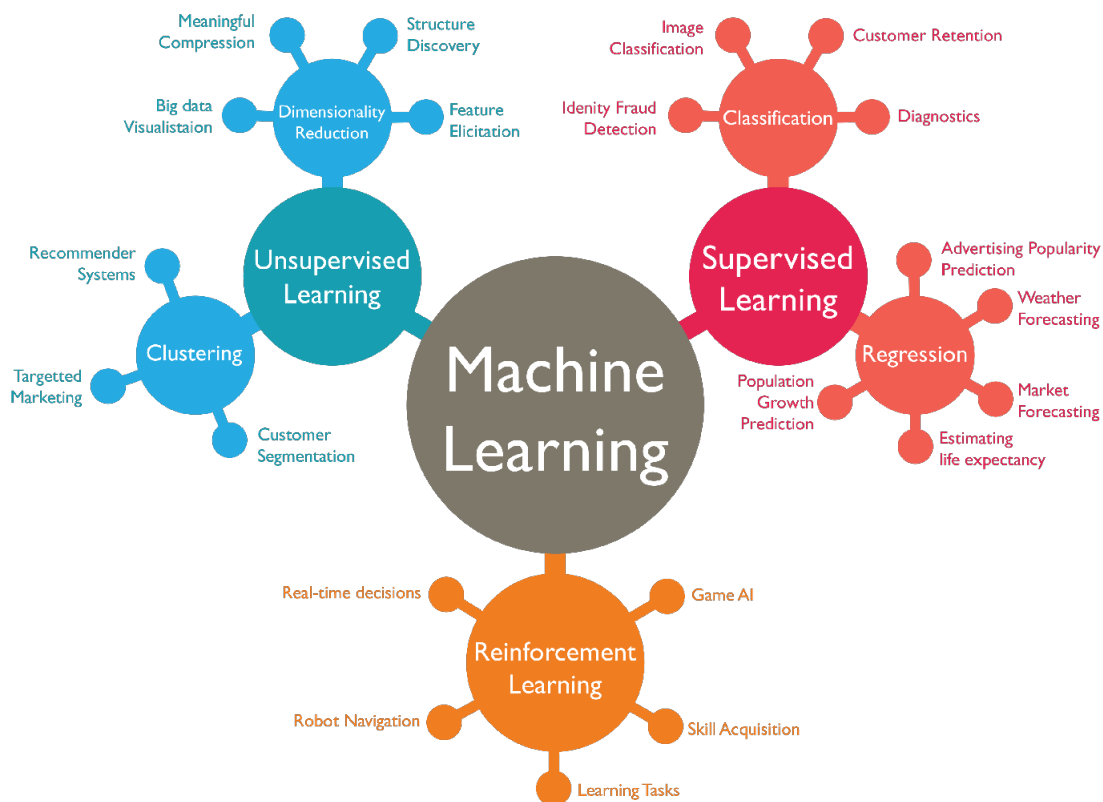 Meaningful
Compression
Structure
Discovery
Big data
Visualistaion
Dimensionality
Reduction
Feature
Elicitation
Unsupervised
Learning
Recommender
Systems
Clustering
Targetted
Marketing
Customer
Segmentation
Image
Classification
Customer Retention
Idenity Fraud
Detection
Classification
Diagnostics
Supervised
Learning
Advertising Popularity
Prediction
Weather
Forecasting
Regression
Population
Growth
Prediction
Market
Forecasting
Estimating
life expectancy
Machine
Learning
Real-time decisions
Game AI
Reinforcement
Learning
Robot Navigation
Skill Acquisition
Learning Tasks